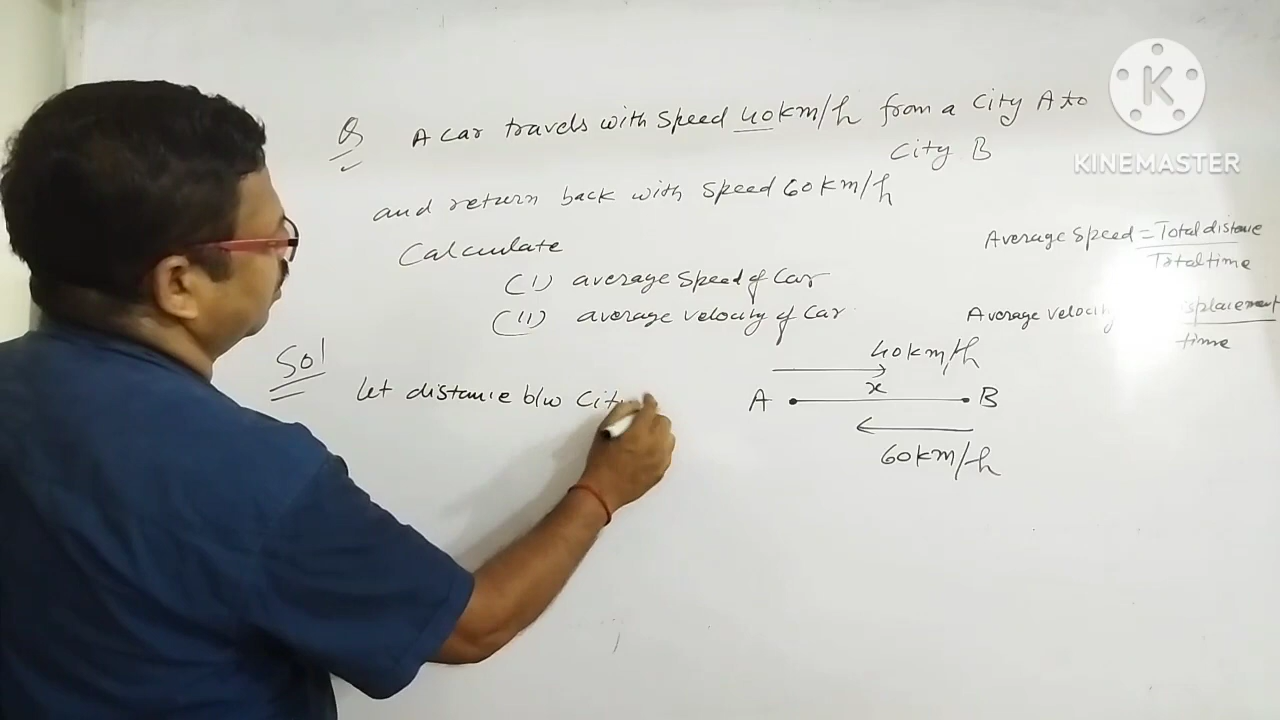 Q A car travels with speed 40km/h from a City A to
City B
and return back with speed 60km/h
Calculate
(I) average speed of Car
(II) average velocity of Car
Average Speed = Total distance
Total time
Average velocity
time
Sol
let distance b/w
40km/h
x
A B
60km/h
KINEMASTER